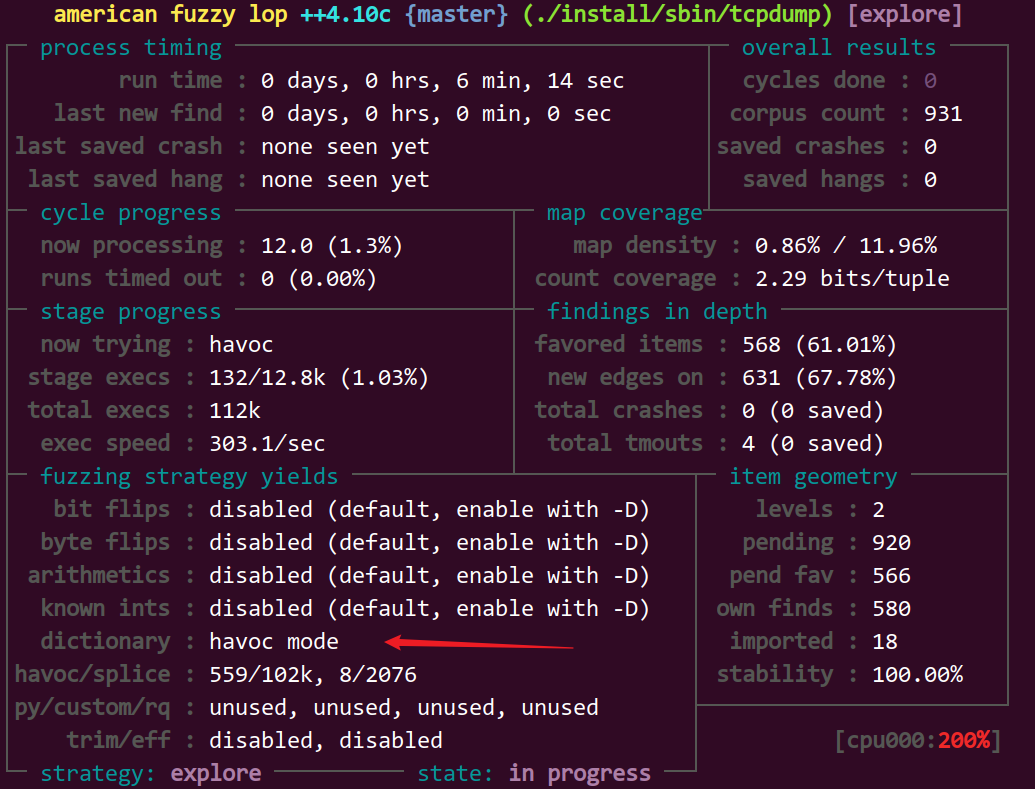 american fuzzy lop ++4.10c {master} (./install/sbin/tcpdump) [explore]
process timing overall results
run time : 0 days, 0 hrs, 6 min, 14 sec cycles done : 0
last new find : 0 days, 0 hrs, 0 min, 0 sec corpus count : 931
last saved crash : none seen yet saved crashes : 0
last saved hang : none seen yet saved hangs : 0
cycle progress map coverage
now processing : 12.0 (1.3%) map density : 0.86% / 11.96%
runs timed out : 0 (0.00%) count coverage : 2.29 bits/tuple
stage progress findings in depth
now trying : havoc favored items : 568 (61.01%)
stage execs : 132/12.8k (1.03%) new edges on : 631 (67.78%)
total execs : 112k total crashes : 0 (0 saved)
exec speed : 303.1/sec total tmouts : 4 (0 saved)
fuzzing strategy yields item geometry
bit flips : disabled (default, enable with -D) levels : 2
byte flips : disabled (default, enable with -D) pending : 920
arithmetics : disabled (default, enable with -D) pend fav : 566
known ints : disabled (default, enable with -D) own finds : 580
dictionary : havoc mode imported : 18
havoc/splice : 559/102k, 8/2076 stability : 100.00%
py/custom/rq : unused, unused, unused, unused
trim/eff : disabled, disabled [cpu000:200%]
strategy: explore state: in progress